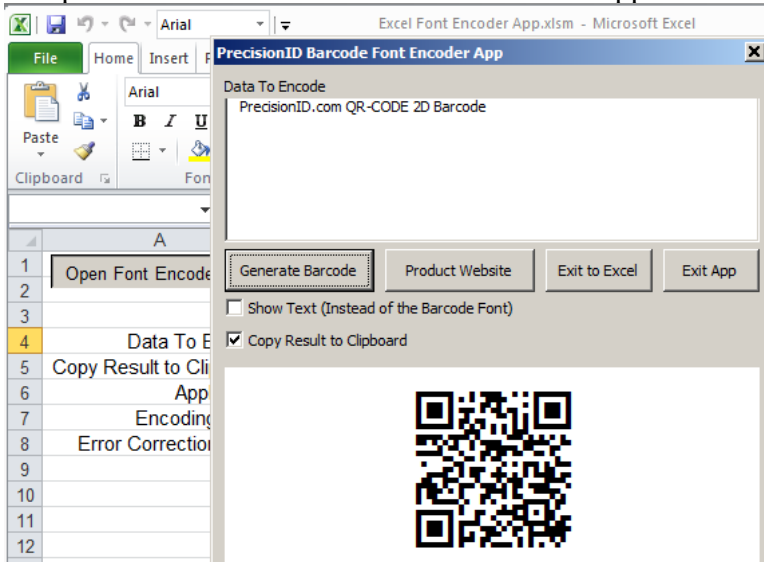 Arial
Excel Font Encoder App.xlsm - Microsoft Excel
File Home Insert
PrecisionID Barcode Font Encoder App
Data To Encode
PrecisionID.com QR-CODE 2D Barcode
Arial
B I U
Paste
Clipboard
Generate Barcode Product Website Exit to Excel Exit App
Show Text (Instead of the Barcode Font)
Copy Result to Clipboard
A
1 Open Font Encode
2
3
4 Data To E
5 Copy Result to Cli
6 App
7 Encoding
8 Error Correction
9
10
11
12